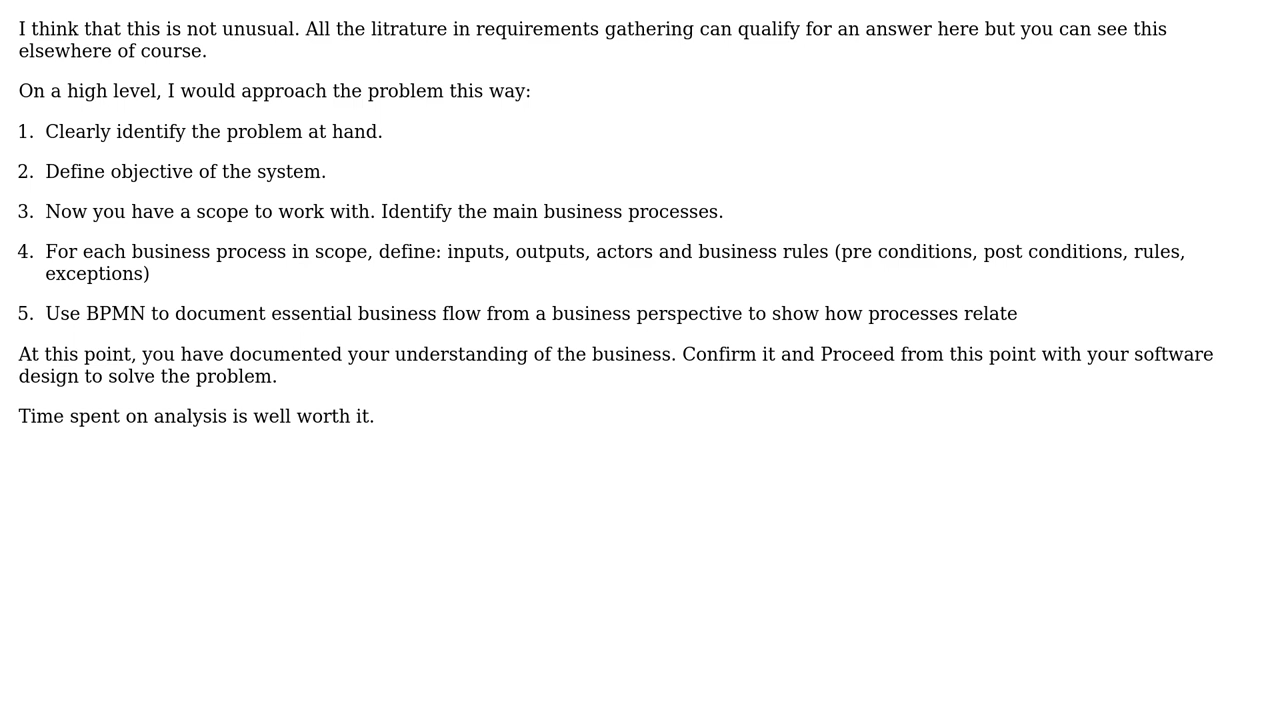 I think that this is not unusual. All the litrature in requirements gathering can qualify for an answer here but you can see this
elsewhere of course.
On a high level, I would approach the problem this way:
1. Clearly identify the problem at hand.
2. Define objective of the system.
3. Now you have a scope to work with. Identify the main business processes.
4. For each business process in scope, define: inputs, outputs, actors and business rules (pre conditions, post conditions, rules,
exceptions)
5. Use BPMN to document essential business flow from a business perspective to show how processes relate
At this point, you have documented your understanding of the business. Confirm it and Proceed from this point with your software
design to solve the problem.
Time spent on analysis is well worth it.